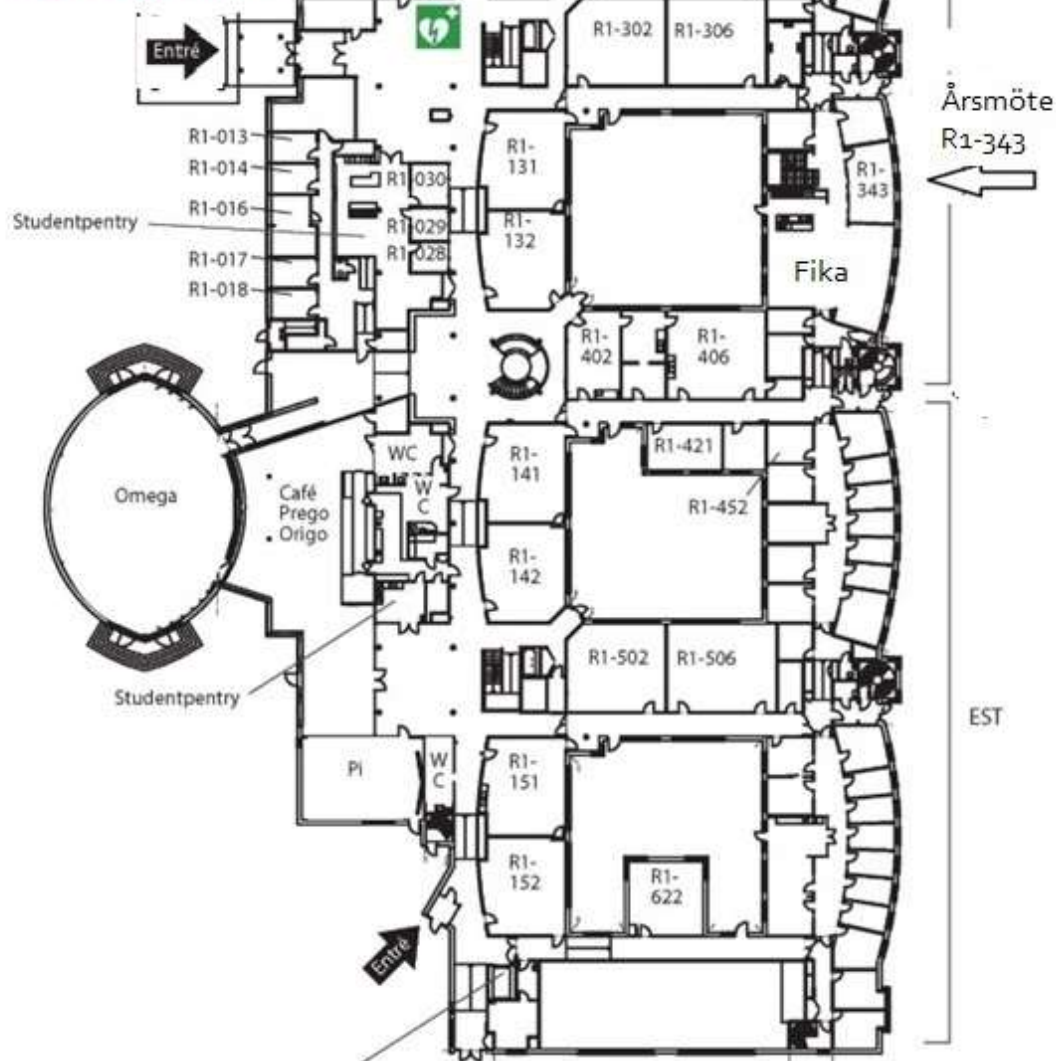 Entré
R1-302
R1-306
Årsmöte
R1-343
R1-013
R1-014
R1-016
Studentpentry
R1-017
R1-018
R1-030
R1-029
R1-028
R1-
131
R1-
132
R1-
343
Fika
R1-
402
R1-
406
Omega
Café
Prego
Origo
WC
W
C
R1-
141
R1-
142
R1-421
R1-452
R1-502
R1-506
Studentpentry
EST
Pi
W
C
R1-
151
R1-
152
R1-
622
Entré